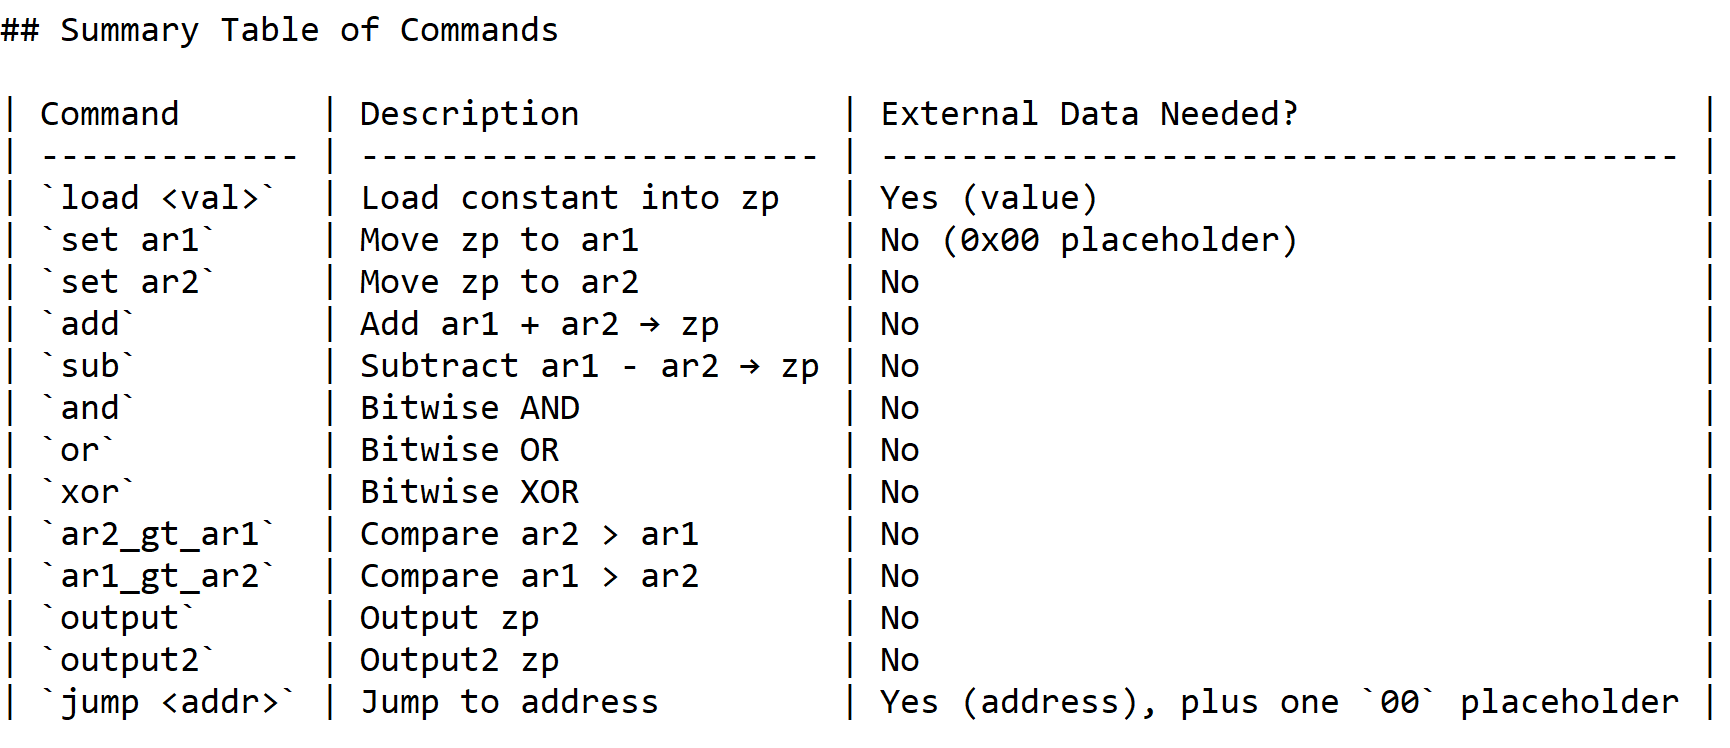 ## Summary Table of Commands
| Command       | Description             | External Data Needed?                    |
| ------------- | ----------------------- | ---------------------------------------- |
| `load <val>`  | Load constant into zp   | Yes (value)                              |
| `set ar1`     | Move zp to ar1          | No (0x00 placeholder)                    |
| `set ar2`     | Move zp to ar2          | No                                       |
| `add`         | Add ar1 + ar2 → zp      | No                                       |
| `sub`         | Subtract ar1 - ar2 → zp | No                                       |
| `and`         | Bitwise AND             | No                                       |
| `or`          | Bitwise OR              | No                                       |
| `xor`         | Bitwise XOR             | No                                       |
| `ar2_gt_ar1`  | Compare ar2 > ar1       | No                                       |
| `ar1_gt_ar2`  | Compare ar1 > ar2       | No                                       |
| `output`      | Output zp               | No                                       |
| `output2`     | Output2 zp              | No                                       |
| `jump <addr>` | Jump to address         | Yes (address), plus one `00` placeholder |